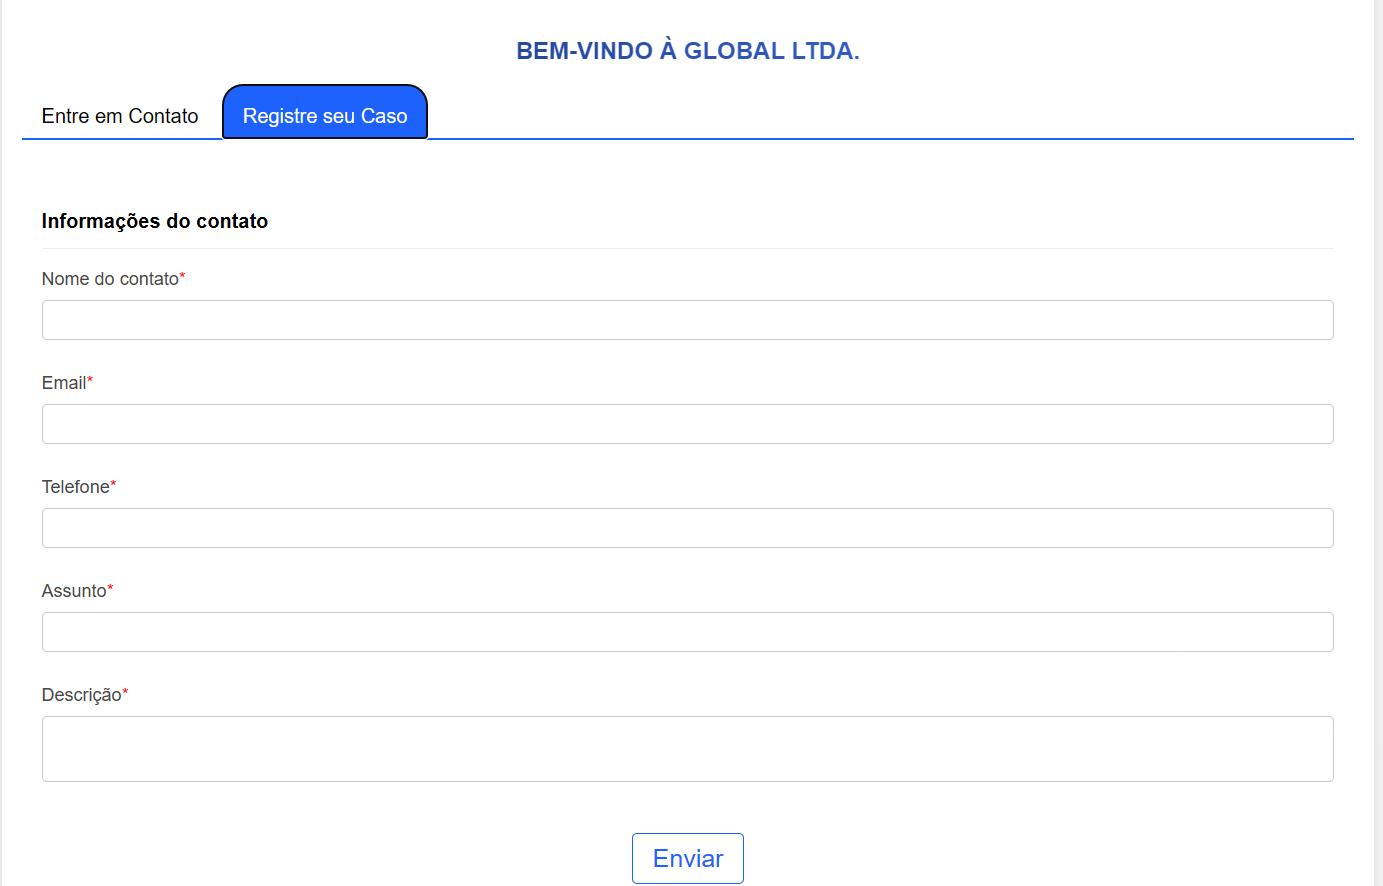 BEM-VINDO À GLOBAL LTDA.
Entre em Contato
Registre seu Caso
Informações do contato
Nome do contato*
Email*
Telefone*
Assunto*
Descrição*
Enviar